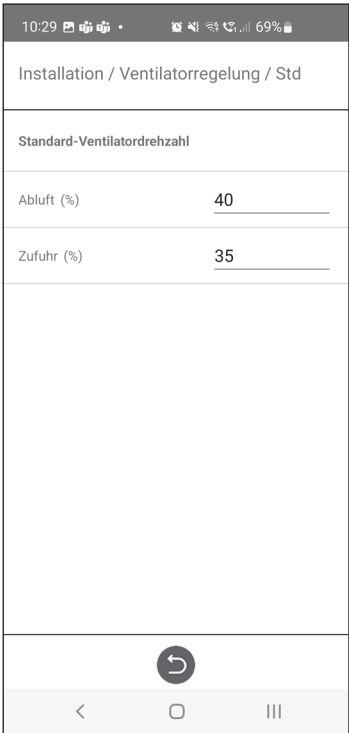 10:29 69%
Installation / Ventilatorregelung / Std
Standard-Ventilatordrehzahl
Abluft (%) 40
Zufuhr (%) 35